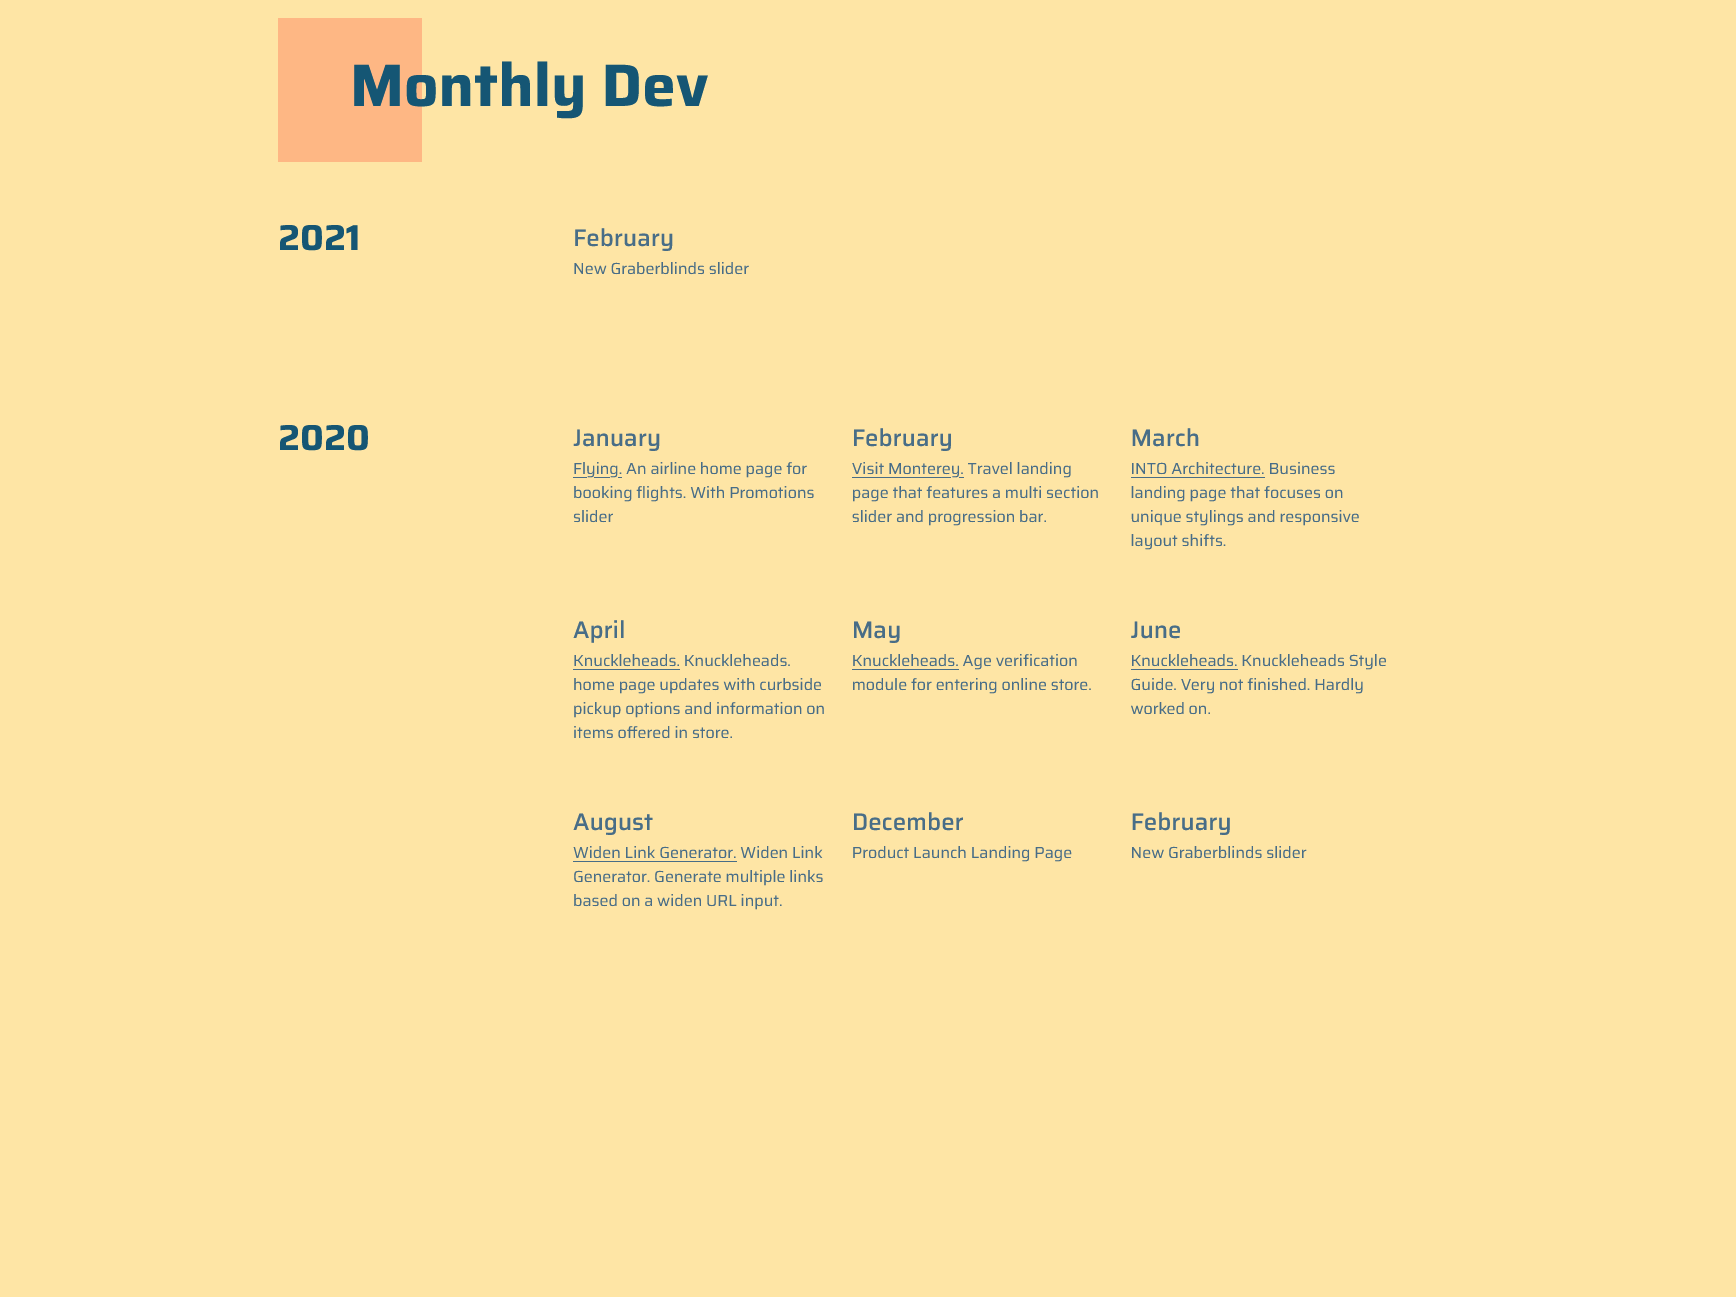 Monthly Dev
2021
February
New Graberblinds slider
2020
January
Flying. An airline home page for
booking flights. With Promotions
slider
February
Visit Monterey. Travel landing
page that features a multi section
slider and progression bar.
March
INTO Architecture. Business
landing page that focuses on
unique stylings and responsive
layout shifts.
April
Knuckleheads. Knuckleheads.
home page updates with curbside
pickup options and information on
items offered in store.
May
Knuckleheads. Age verification
module for entering online store.
June
Knuckleheads. Knuckleheads Style
Guide. Very not finished. Hardly
worked on.
August
Widen Link Generator. Widen Link
Generator. Generate multiple links
based on a widen URL input.
December
Product Launch Landing Page
February
New Graberblinds slider